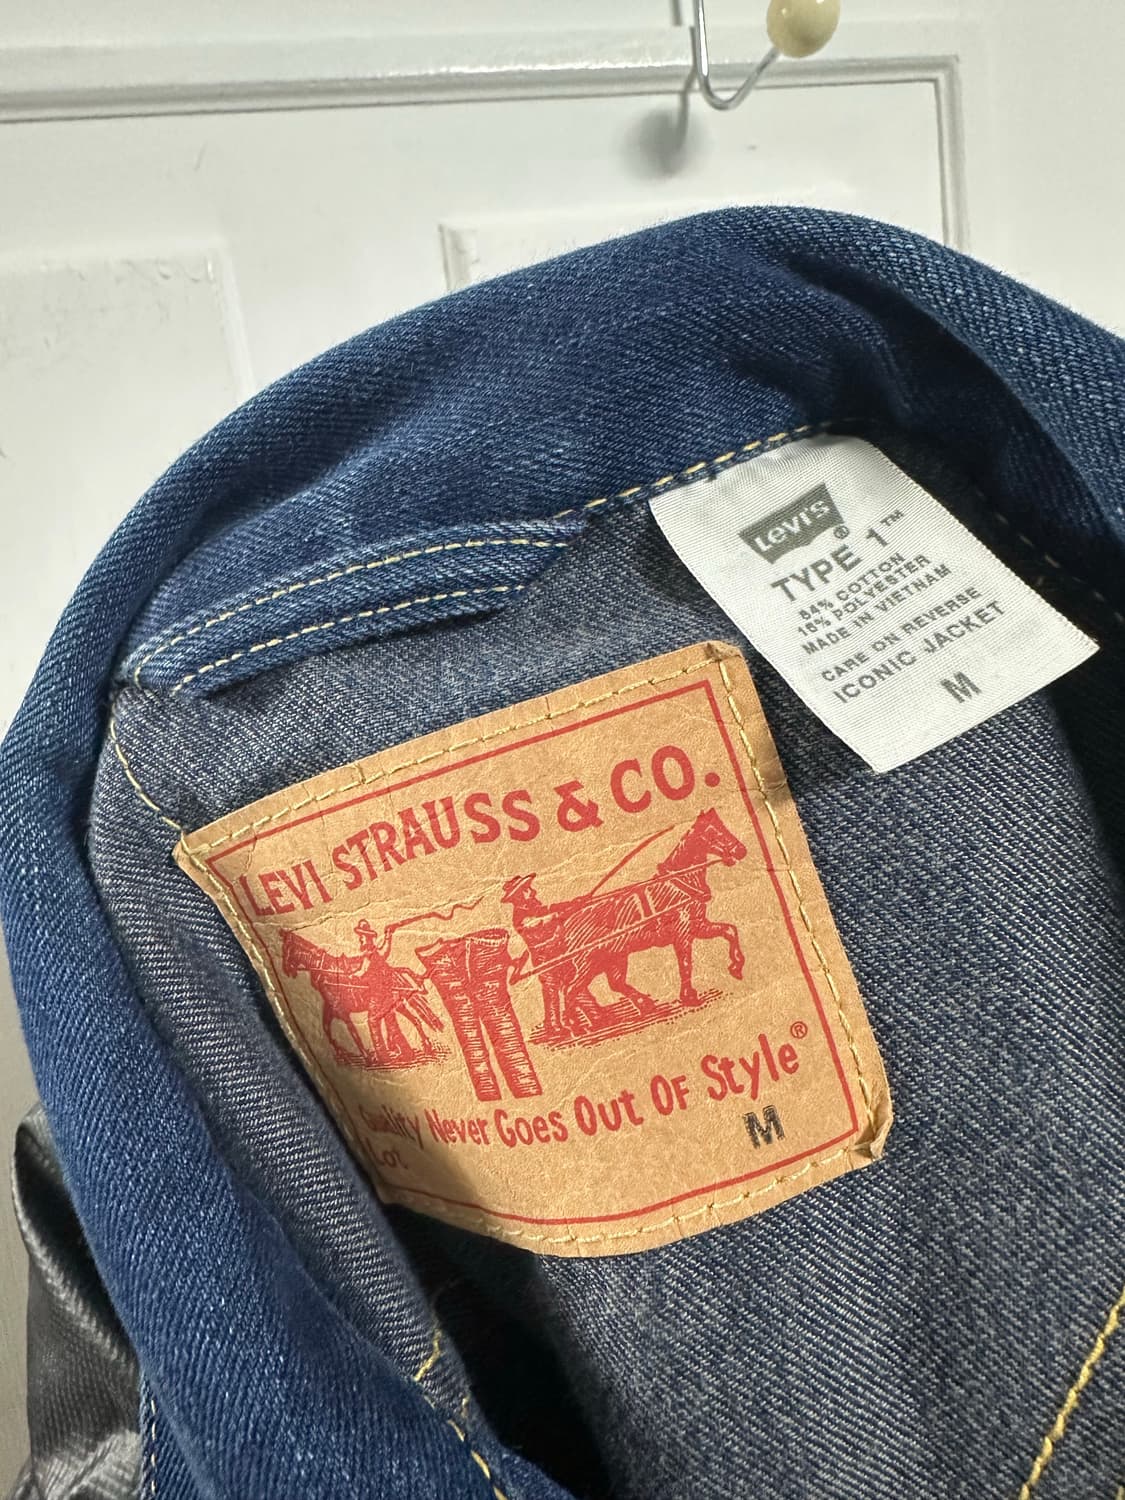 Levi's®
TYPE 1™
84% COTTON
16% POLYESTER
MADE IN VIETNAM
CARE ON REVERSE
ICONIC JACKET
M
LEVI STRAUSS & CO.
Quality Never Goes Out Of Style®
M
Lot